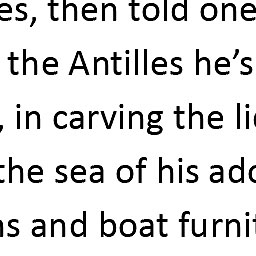 es, then told one
the Antilles he’s
, in carving the li
the sea of his ado
ns and boat furnit